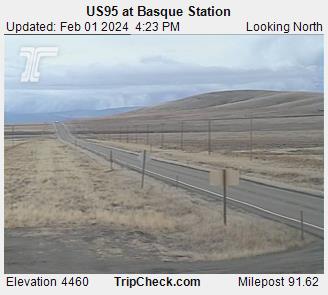 US95 at Basque Station
Updated: Feb 01 2024 4:23 PM Looking North
Elevation 4460 TripCheck.com Milepost 91.62